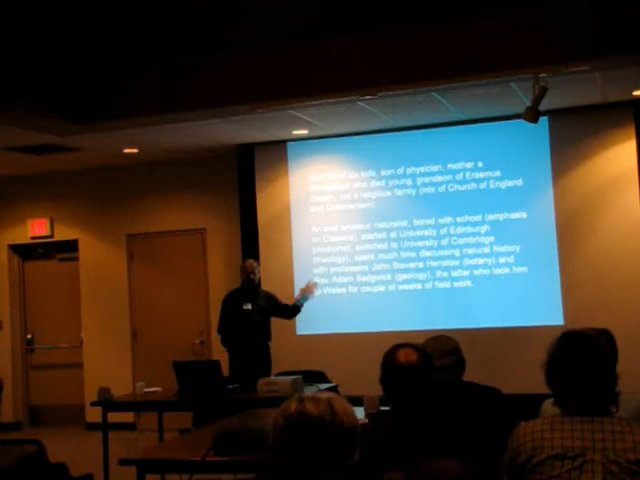 of six kids, son of physician, mother a
who died young, grandson of Erasmus
Darwin, not a religious family (mix of Church of England
and Unitarianism)
An avid amateur naturalist, bored with school (emphasis
on Classics), started at University of Edinburgh
(medicine), switched to University of Cambridge
(theology), spent much time discussing natural history
with professors John Stevens Henslow (botany) and
Rev. Adam Sedgwick (geology), the latter who took him
to Wales for couple of weeks of field work.